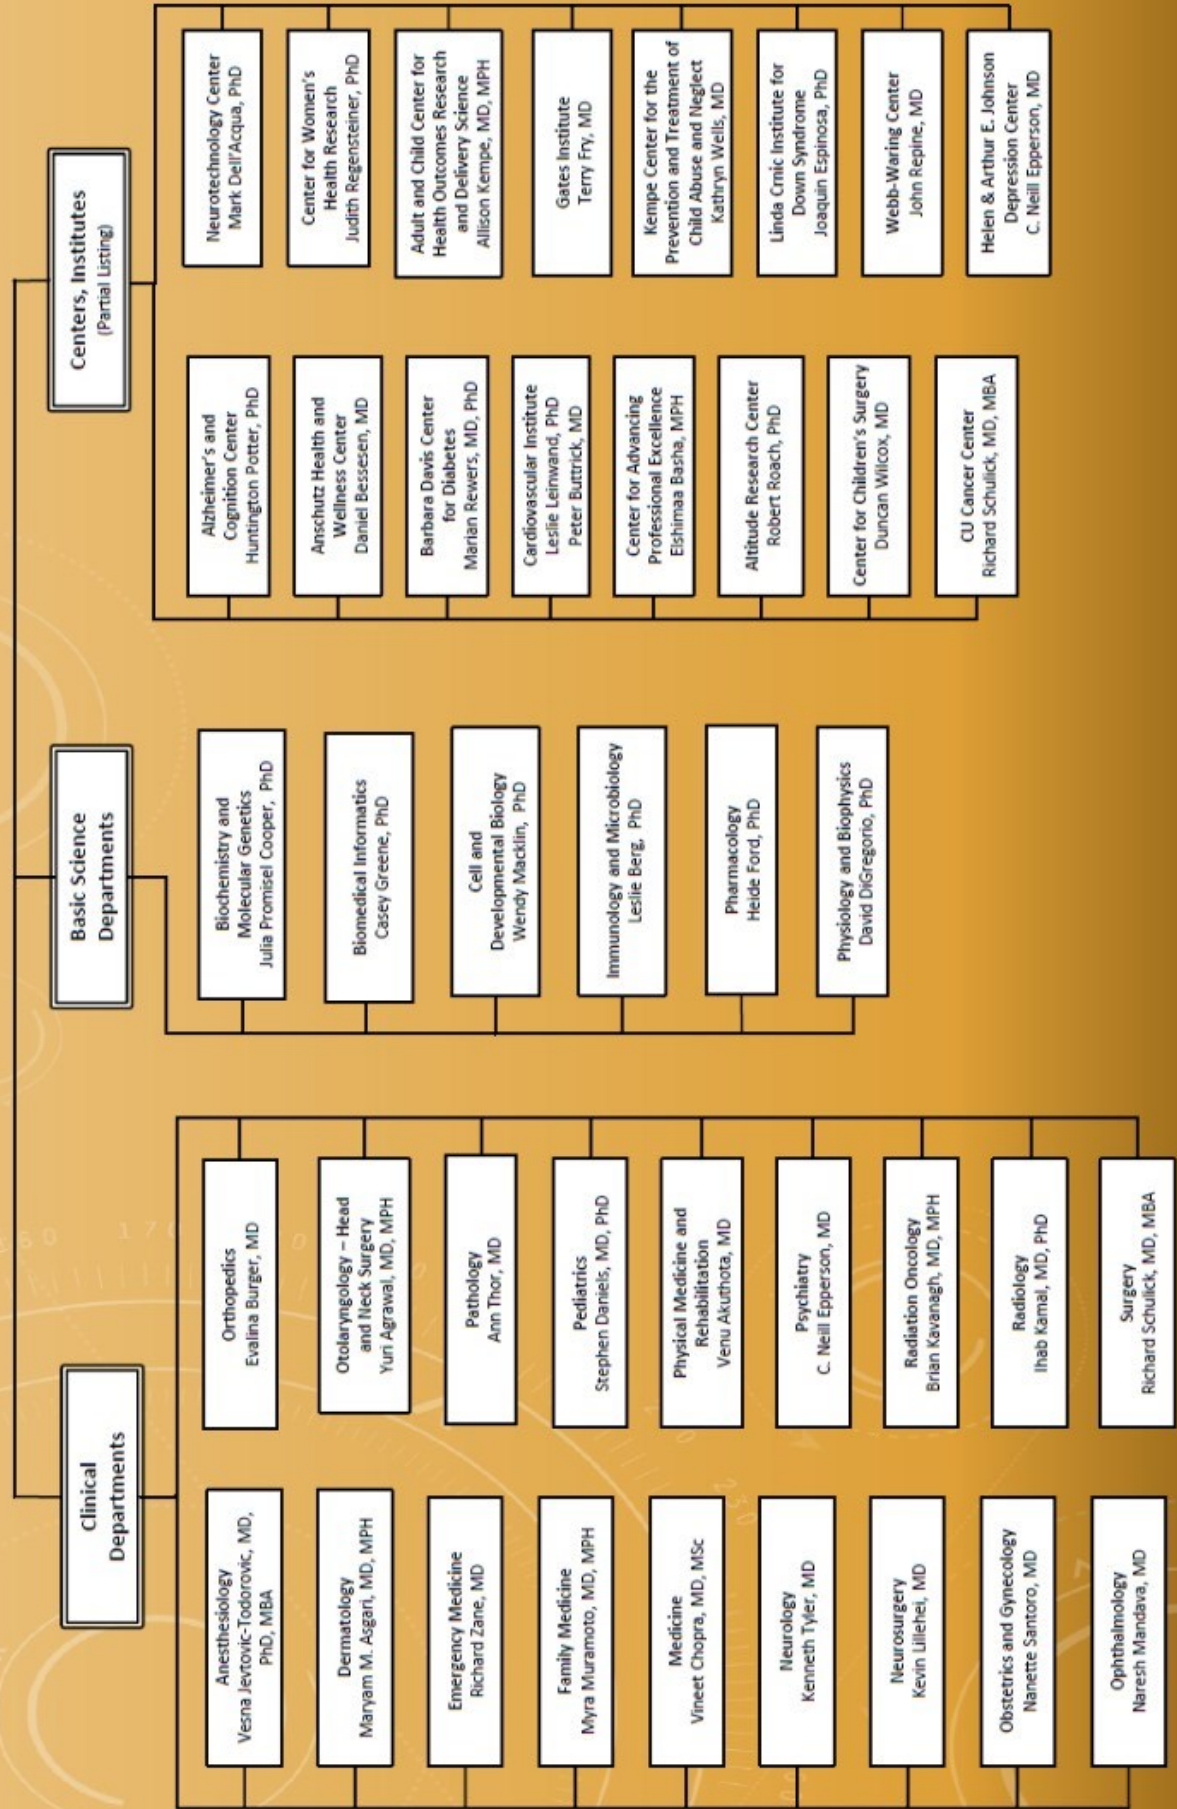 Clinical
Departments
Anesthesiology
Vesna Jevtovic-Todorovic, MD,
PhD, MBA
Dermatology
Maryam M. Asgari, MD, MPH
Emergency Medicine
Richard Zane, MD
Family Medicine
Myra Muramoto, MD, MPH
Medicine
Vineet Chopra, MD, MSc
Neurology
Kenneth Tyler, MD
Neurosurgery
Kevin Lillehei, MD
Obstetrics and Gynecology
Nanette Santoro, MD
Ophthalmology
Naresh Mandava, MD
Orthopedics
Evalina Burger, MD
Otolaryngology – Head
and Neck Surgery
Yuri Agrawal, MD, MPH
Pathology
Ann Thor, MD
Pediatrics
Stephen Daniels, MD, PhD
Physical Medicine and
Rehabilitation
Venu Akuthota, MD
Psychiatry
C. Neill Epperson, MD
Radiation Oncology
Brian Kavanagh, MD, MPH
Radiology
Ihab Kamal, MD, PhD
Surgery
Richard Schulick, MD, MBA
Basic Science
Departments
Biochemistry and
Molecular Genetics
Julia Promisel Cooper, PhD
Biomedical Informatics
Casey Greene, PhD
Cell and
Developmental Biology
Wendy Macklin, PhD
Immunology and Microbiology
Leslie Berg, PhD
Pharmacology
Heide Ford, PhD
Physiology and Biophysics
David DiGregorio, PhD
Centers, Institutes
(Partial Listing)
Alzheimer's and
Cognition Center
Huntington Potter, PhD
Anschutz Health and
Wellness Center
Daniel Bessesen, MD
Barbara Davis Center
for Diabetes
Marian Rewers, MD, PhD
Cardiovascular Institute
Leslie Leinwand, PhD
Peter Buttrick, MD
Center for Advancing
Professional Excellence
Elshimaa Basha, MPH
Altitude Research Center
Robert Roach, PhD
Center for Children's Surgery
Duncan Wilcox, MD
CU Cancer Center
Richard Schulick, MD, MBA
Neurotechnology Center
Mark Dell'Acqua, PhD
Center for Women's
Health Research
Judith Regensteiner, PhD
Adult and Child Center for
Health Outcomes Research
and Delivery Science
Allison Kempe, MD, MPH
Gates Institute
Terry Fry, MD
Kempe Center for the
Prevention and Treatment of
Child Abuse and Neglect
Kathryn Wells, MD
Linda Crnic Institute for
Down Syndrome
Joaquin Espinosa, PhD
Webb-Waring Center
John Repine, MD
Helen & Arthur E. Johnson
Depression Center
C. Neill Epperson, MD
170
230